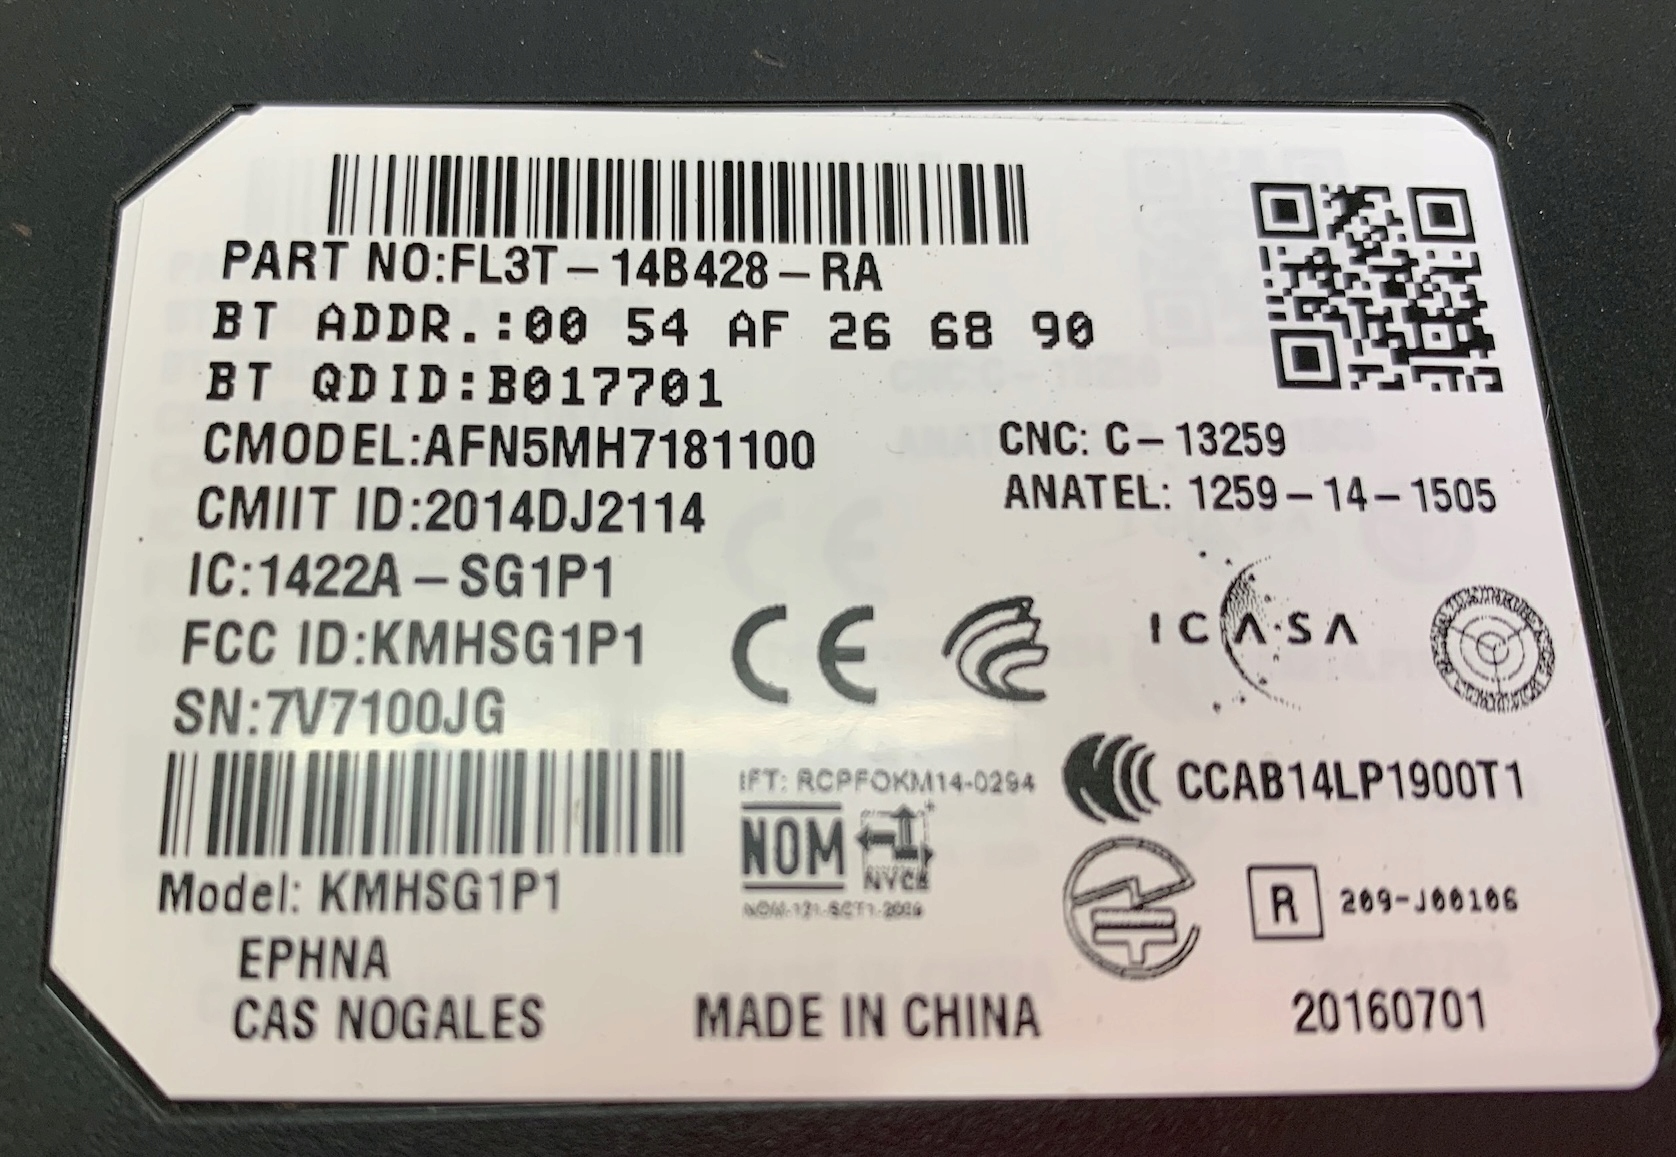 PART NO:FL3T-14B428-RA
BT ADDR.:00 54 AF 26 68 90
BT QDID:B017701
CMODEL:AFN5MH7181100
CNC: C-13259
CMIIT ID:2014DJ2114
ANATEL: 1259-14-1505
IC:1422A-SG1P1
FCC ID:KMHSG1P1
CE
ICASA
SN:7V7100JG
IFT: RCPFOKM14-0294
CCAB14LP1900T1
NOM
NYCE
Model: KMHSG1P1
R 209-J00106
EPHNA
CAS NOGALES
MADE IN CHINA
20160701